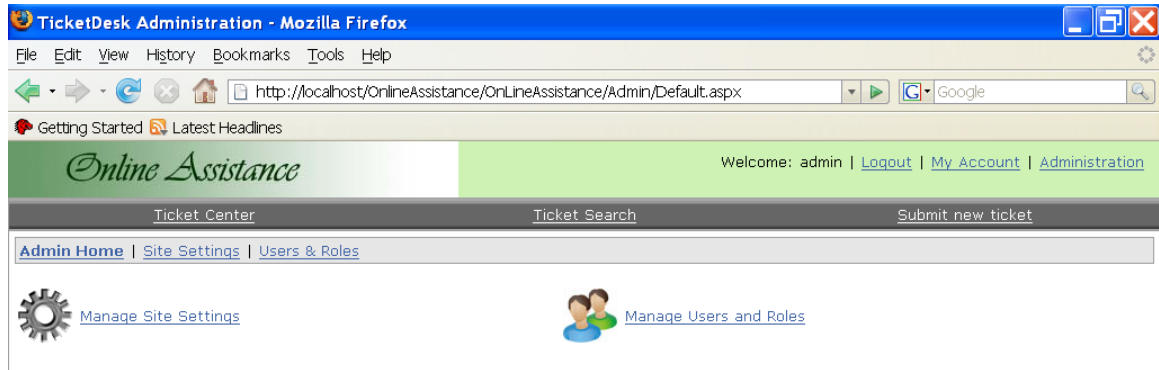 TicketDesk Administration - Mozilla Firefox
File Edit View History Bookmarks Tools Help
http://localhost/OnlineAssistance/OnLineAssistance/Admin/Default.aspx G Google
Getting Started Latest Headlines
Online Assistance Welcome: admin | Logout | My Account | Administration
Ticket Center Ticket Search Submit new ticket
Admin Home | Site Settings | Users & Roles
Manage Site Settings Manage Users and Roles